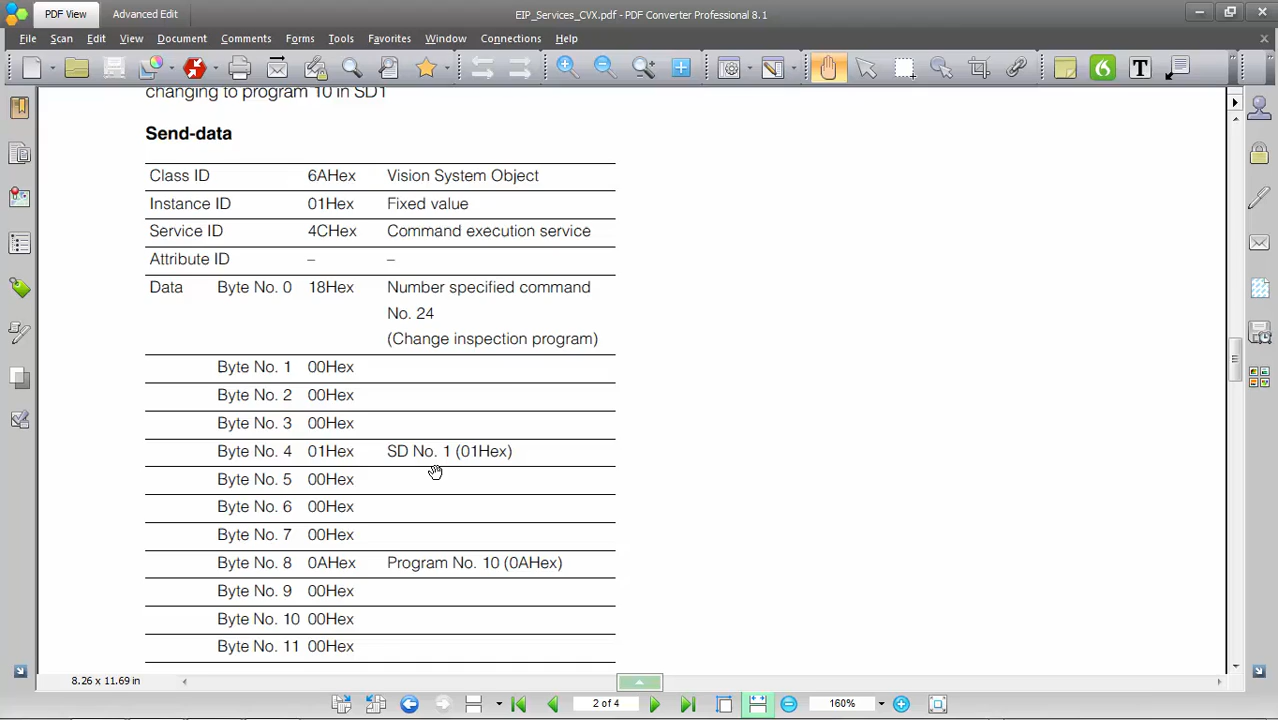 PDF View
Advanced Edit
EIP_Services_CVX.pdf - PDF Converter Professional 8.1
File Scan Edit View Document Comments Forms Tools Favorites Window Connections Help
changing to program 10 in SD1
Send-data
Class ID 6AHex Vision System Object
Instance ID 01Hex Fixed value
Service ID 4CHex Command execution service
Attribute ID – –
Data Byte No. 0 18Hex Number specified command
No. 24
(Change inspection program)
Byte No. 1 00Hex
Byte No. 2 00Hex
Byte No. 3 00Hex
Byte No. 4 01Hex SD No. 1 (01Hex)
Byte No. 5 00Hex
Byte No. 6 00Hex
Byte No. 7 00Hex
Byte No. 8 0AHex Program No. 10 (0AHex)
Byte No. 9 00Hex
Byte No. 10 00Hex
Byte No. 11 00Hex
8.26 x 11.69 in
2 of 4
160%